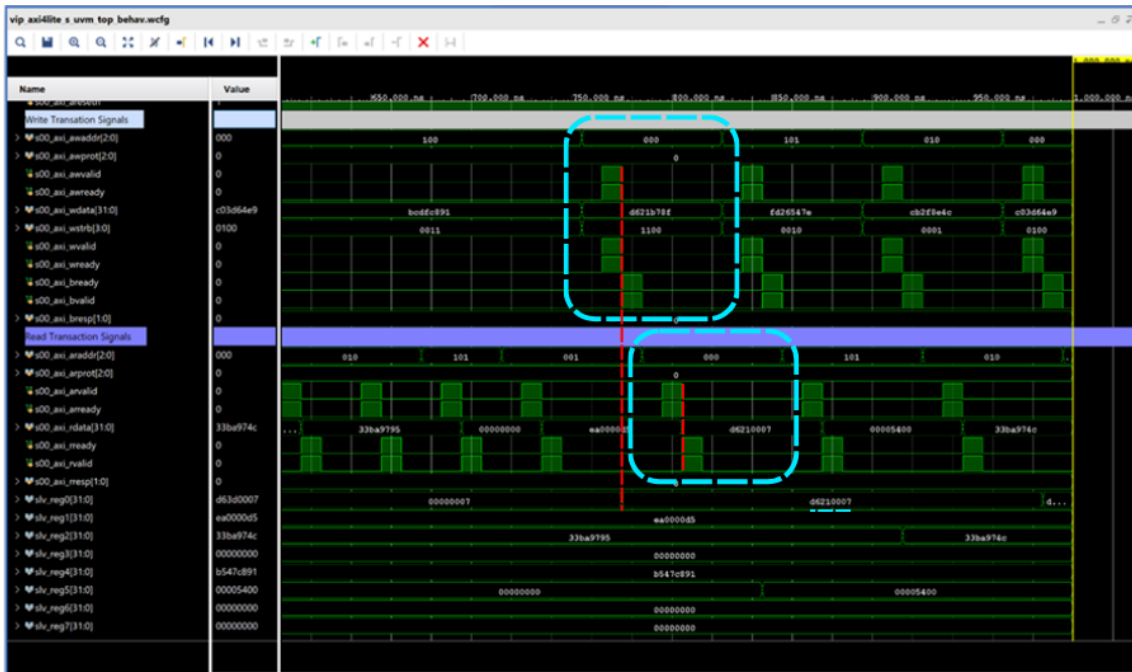 vip_axi4lite_s_uvm_top_behav.wcfg
Name Value
650.000 ns 700.000 ns 750.000 ns 800.000 ns 850.000 ns 900.000 ns 950.000 ns 1,000.000
s00_axi_aresetn 1
Write Transation Signals
s00_axi_awaddr[2:0] 000 100 000 101 010 000
s00_axi_awprot[2:0] 0 0
s00_axi_awvalid 0
s00_axi_awready 0
s00_axi_wdata[31:0] c03d64e9 bcdfc891 d621b78f fd26547e cb2f8e4c c03d64e9
s00_axi_wstrb[3:0] 0100 0011 1100 0010 0001 0100
s00_axi_wvalid 0
s00_axi_wready 0
s00_axi_bready 0
s00_axi_bvalid 0
s00_axi_bresp[1:0] 0 0
Read Transaction Signals
s00_axi_araddr[2:0] 000 010 101 001 000 101 010 .
s00_axi_arprot[2:0] 0 0
s00_axi_arvalid 0
s00_axi_arready 0
s00_axi_rdata[31:0] 33ba974c ... 33ba9795 00000000 ea0000d5 d6210007 00005400 33ba974c
s00_axi_rready 0
s00_axi_rvalid 0
s00_axi_rresp[1:0] 0 0
slv_reg0[31:0] d63d0007 00000007 d6210007 d...
slv_reg1[31:0] ea0000d5 ea0000d5
slv_reg2[31:0] 33ba974c 33ba9795 33ba974c
slv_reg3[31:0] 00000000 00000000
slv_reg4[31:0] b547c891 b547c891
slv_reg5[31:0] 00005400 00000000 00005400
slv_reg6[31:0] 00000000 00000000
slv_reg7[31:0] 00000000 00000000